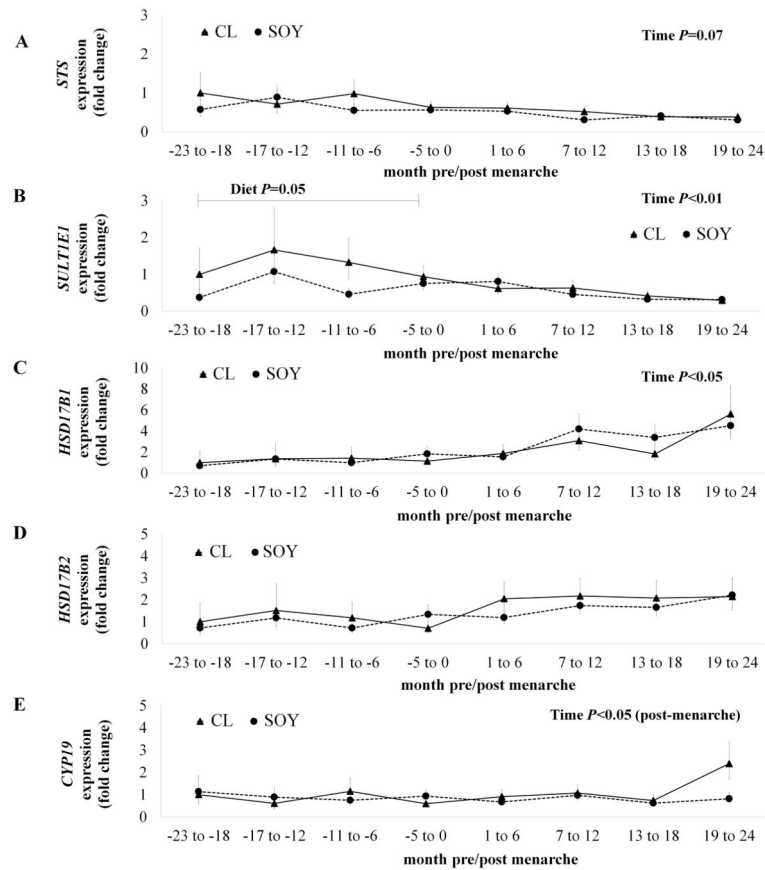 A
STS
expression
(fold change)
3
2
1
0
CL SOY
Time P=0.07
-23 to -18 -17 to -12 -11 to -6 -5 to 0 1 to 6 7 to 12 13 to 18 19 to 24
month pre/post menarche
B
SULT1E1
expression
(fold change)
3
2
1
0
Diet P=0.05
Time P<0.01
CL SOY
-23 to -18 -17 to -12 -11 to -6 -5 to 0 1 to 6 7 to 12 13 to 18 19 to 24
month pre/post menarche
C
HSD17B1
expression
(fold change)
10
8
6
4
2
0
CL SOY
Time P<0.05
-23 to -18 -17 to -12 -11 to -6 -5 to 0 1 to 6 7 to 12 13 to 18 19 to 24
month pre/post menarche
D
HSD17B2
expression
(fold change)
5
4
3
2
1
0
CL SOY
-23 to -18 -17 to -12 -11 to -6 -5 to 0 1 to 6 7 to 12 13 to 18 19 to 24
month pre/post menarche
E
CYP19
expression
(fold change)
5
4
3
2
1
0
CL SOY
Time P<0.05 (post-menarche)
-23 to -18 -17 to -12 -11 to -6 -5 to 0 1 to 6 7 to 12 13 to 18 19 to 24
month pre/post menarche